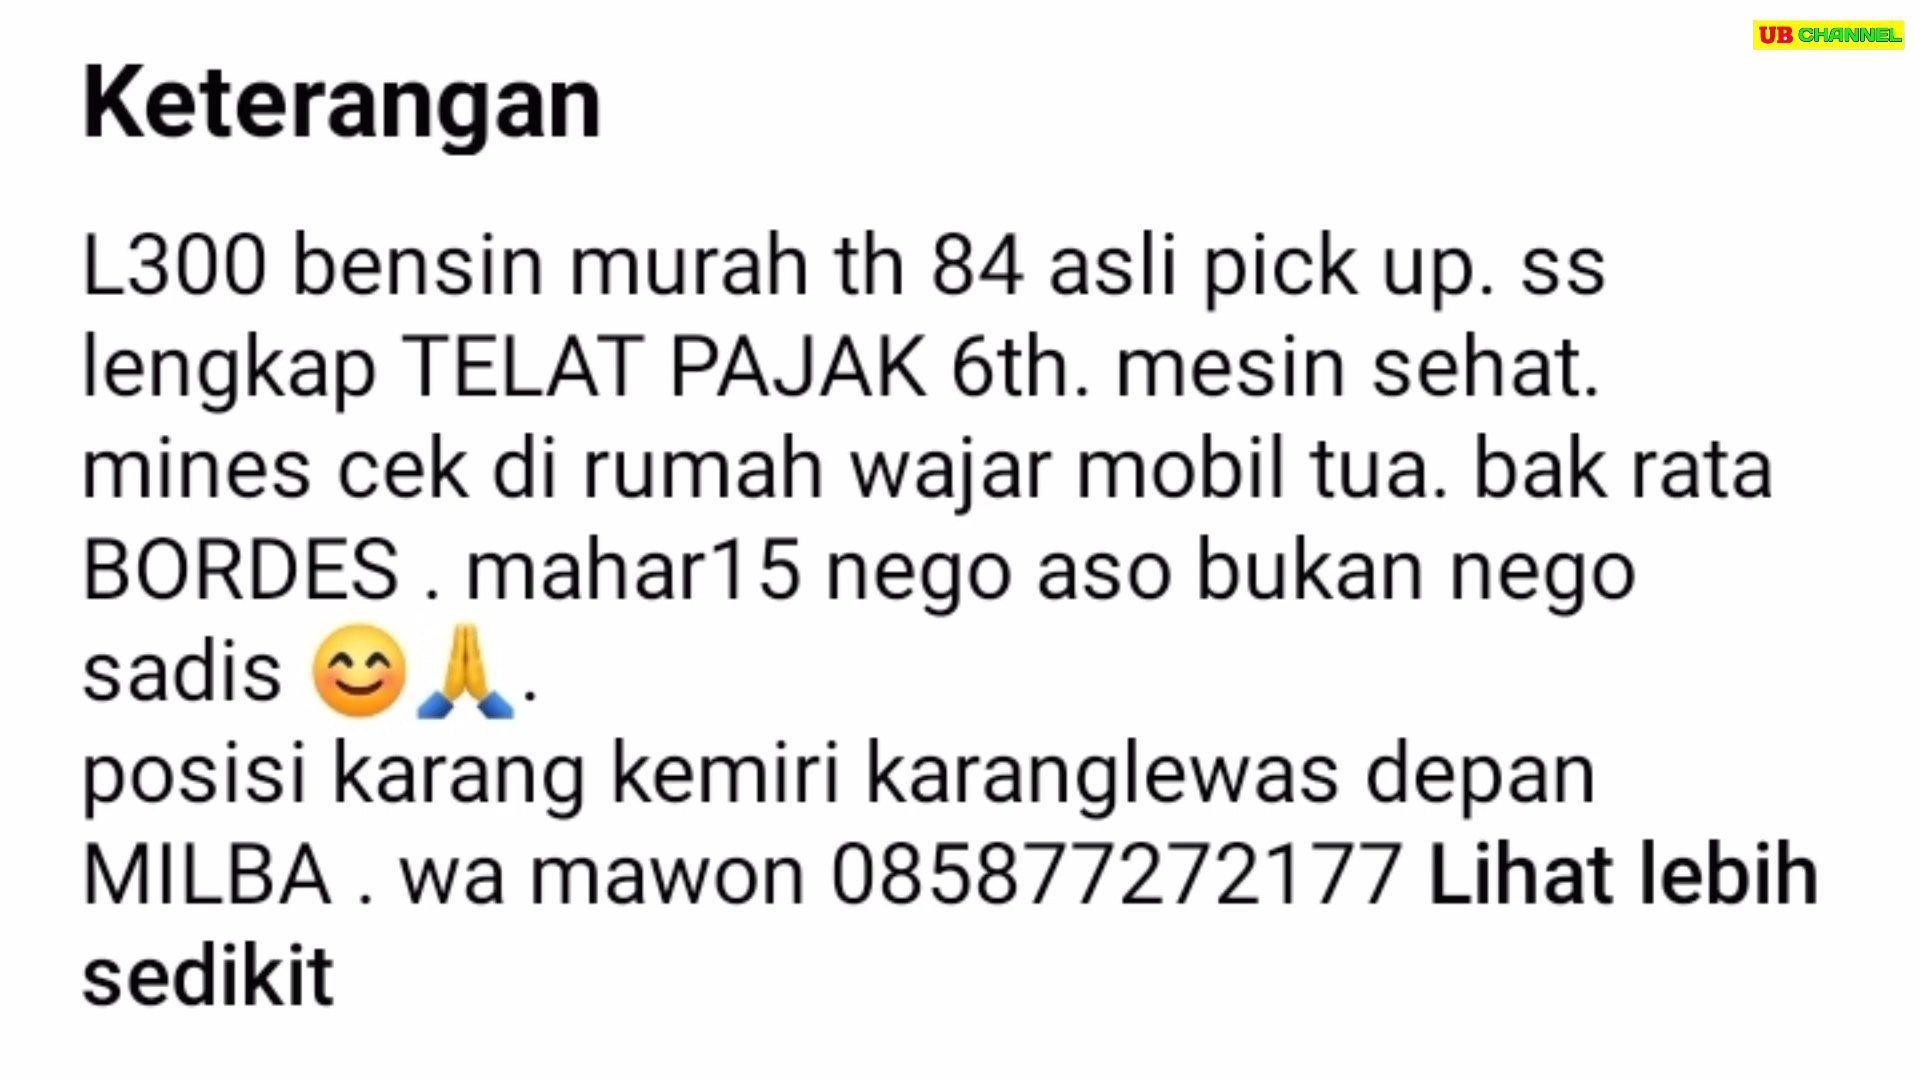 UB CHANNEL
Keterangan
L300 bensin murah th 84 asli pick up. ss
lengkap TELAT PAJAK 6th. mesin sehat.
mines cek di rumah wajar mobil tua. bak rata
BORDES . mahar15 nego aso bukan nego
sadis 😊🙏.
posisi karang kemiri karanglewas depan
MILBA . wa mawon 085877272177 Lihat lebih
sedikit